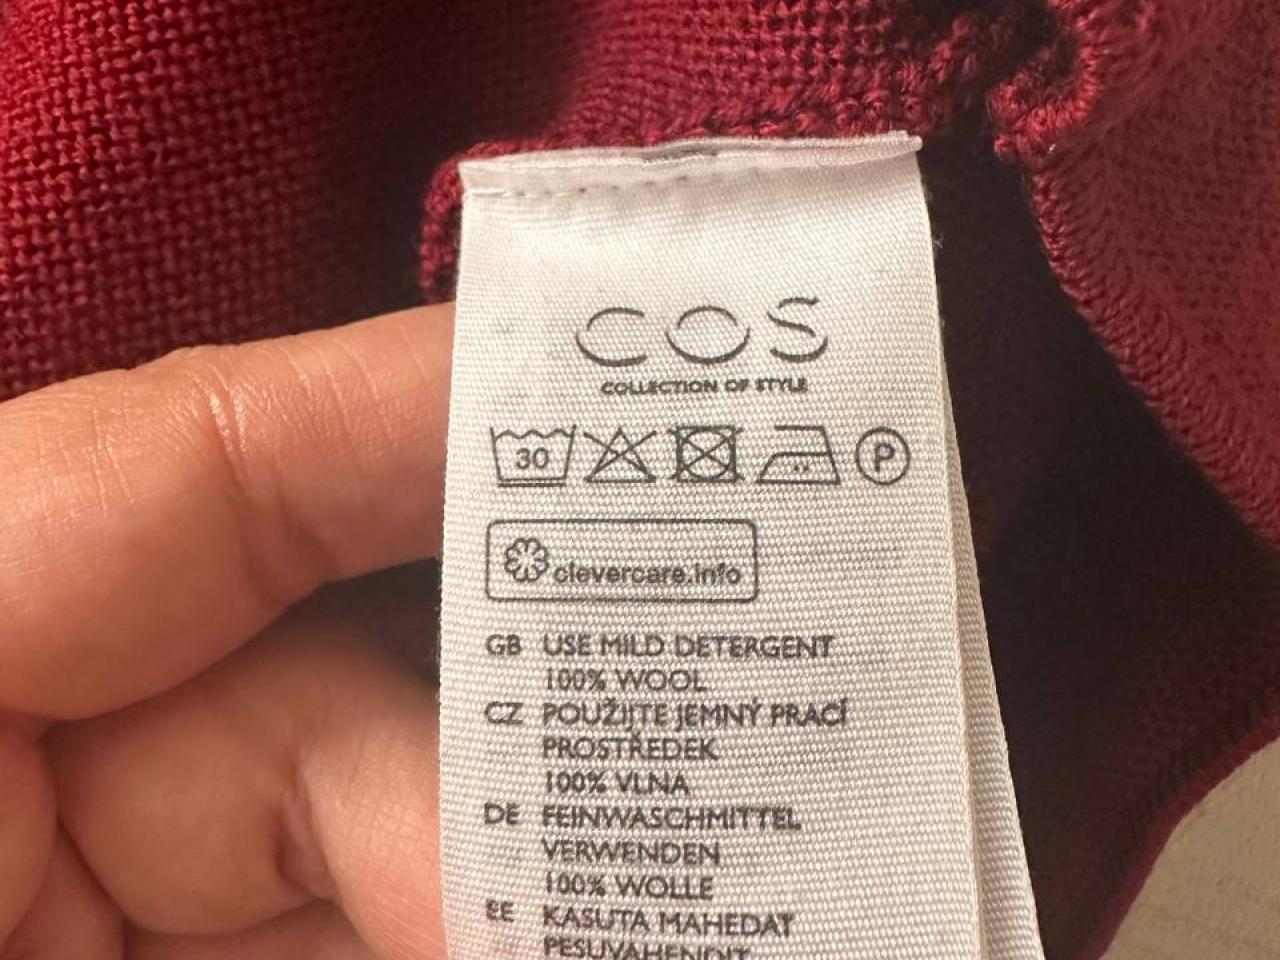 COS
COLLECTION OF STYLE
30
P
clevercare.info
GB USE MILD DETERGENT
100% WOOL
CZ POUŽIJTE JEMNÝ PRACÍ
PROSTŘEDEK
100% VLNA
DE FEINWASCHMITTEL
VERWENDEN
100% WOLLE
EE KASUTA MAHEDAT
PESUVAHENDIT